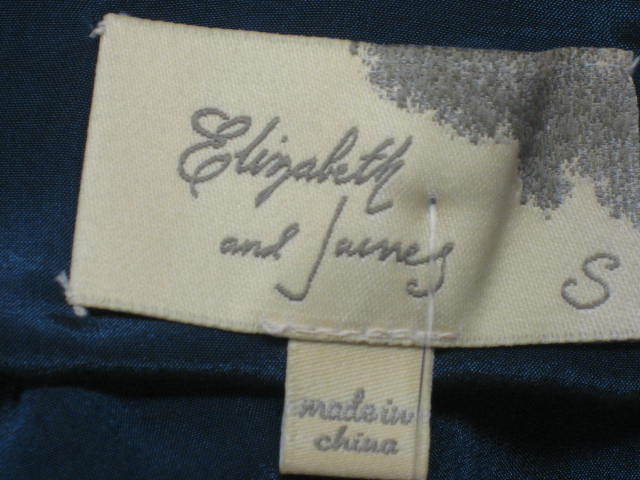 Elizabeth
and James
S
made in
china